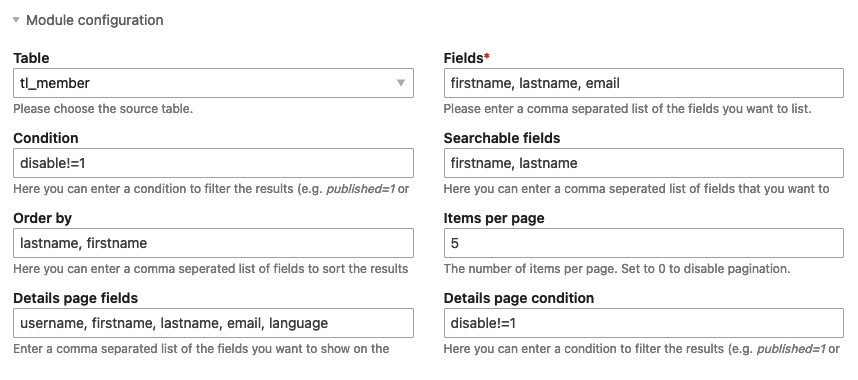 Module configuration
Table
tl_member
Please choose the source table.
Fields*
firstname, lastname, email
Please enter a comma separated list of the fields you want to list.
Condition
disable!=1
Here you can enter a condition to filter the results (e.g. published=1 or
Searchable fields
firstname, lastname
Here you can enter a comma seperated list of fields that you want to
Order by
lastname, firstname
Here you can enter a comma seperated list of fields to sort the results
Items per page
5
The number of items per page. Set to 0 to disable pagination.
Details page fields
username, firstname, lastname, email, language
Enter a comma separated list of the fields you want to show on the
Details page condition
disable!=1
Here you can enter a condition to filter the results (e.g. published=1 or